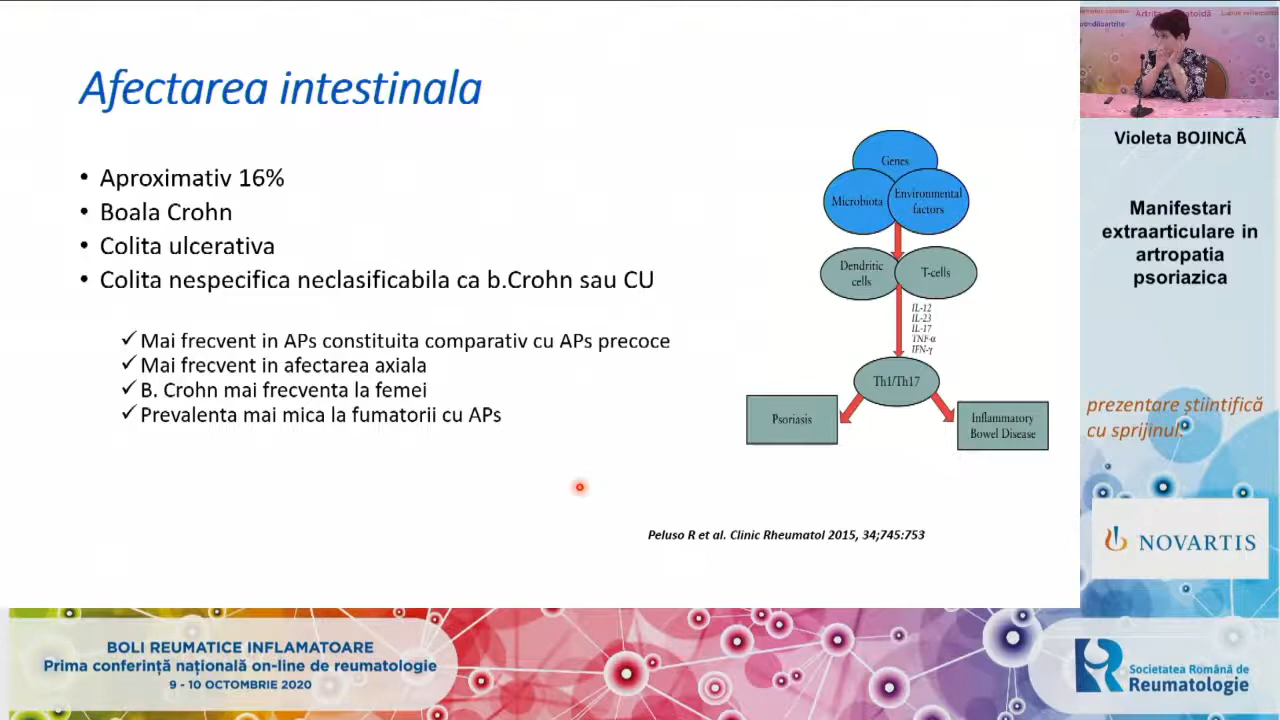 Afectarea intestinala
• Aproximativ 16%
• Boala Crohn
• Colita ulcerativa
• Colita nespecifica neclasificabila ca b.Crohn sau CU
✓ Mai frecvent in APs constituita comparativ cu APs precoce
✓ Mai frecvent in afectarea axiala
✓ B. Crohn mai frecventa la femei
✓ Prevalenta mai mica la fumatorii cu APs
Genes
Microbiota
Environmental
factors
Dendritic
cells
T-cells
IL-12
IL-23
IL-17
TNF-α
IFN-γ
Th1/Th17
Psoriasis
Inflammatory
Bowel Disease
Peluso R et al. Clinic Rheumatol 2015, 34;745:753
Violeta BOJINCĂ
Manifestari
extraarticulare in
artropatia
psoriazica
prezentare științifică
cu sprijinul:
NOVARTIS
BOLI REUMATICE INFLAMATOARE
Prima conferință națională on-line de reumatologie
9 - 10 OCTOMBRIE 2020
Societatea Română de
Reumatologie